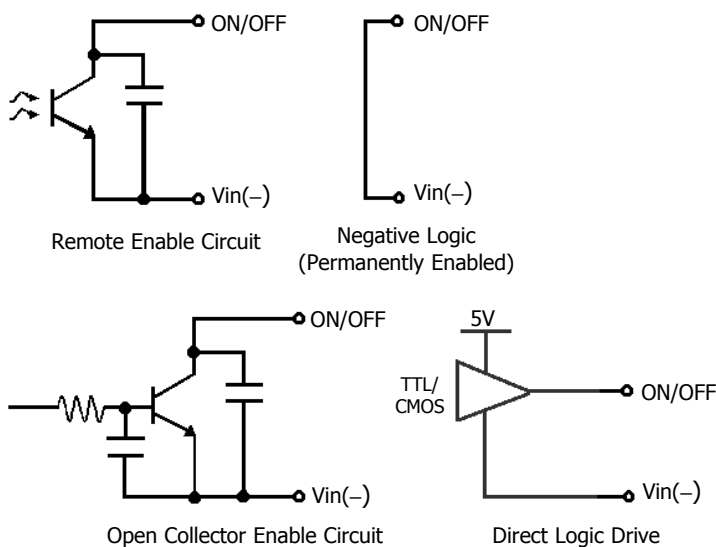 ON/OFF
Vin(−)
Remote Enable Circuit
ON/OFF
Vin(−)
Negative Logic
(Permanently Enabled)
ON/OFF
Vin(−)
Open Collector Enable Circuit
5V
TTL/
CMOS
ON/OFF
Vin(−)
Direct Logic Drive